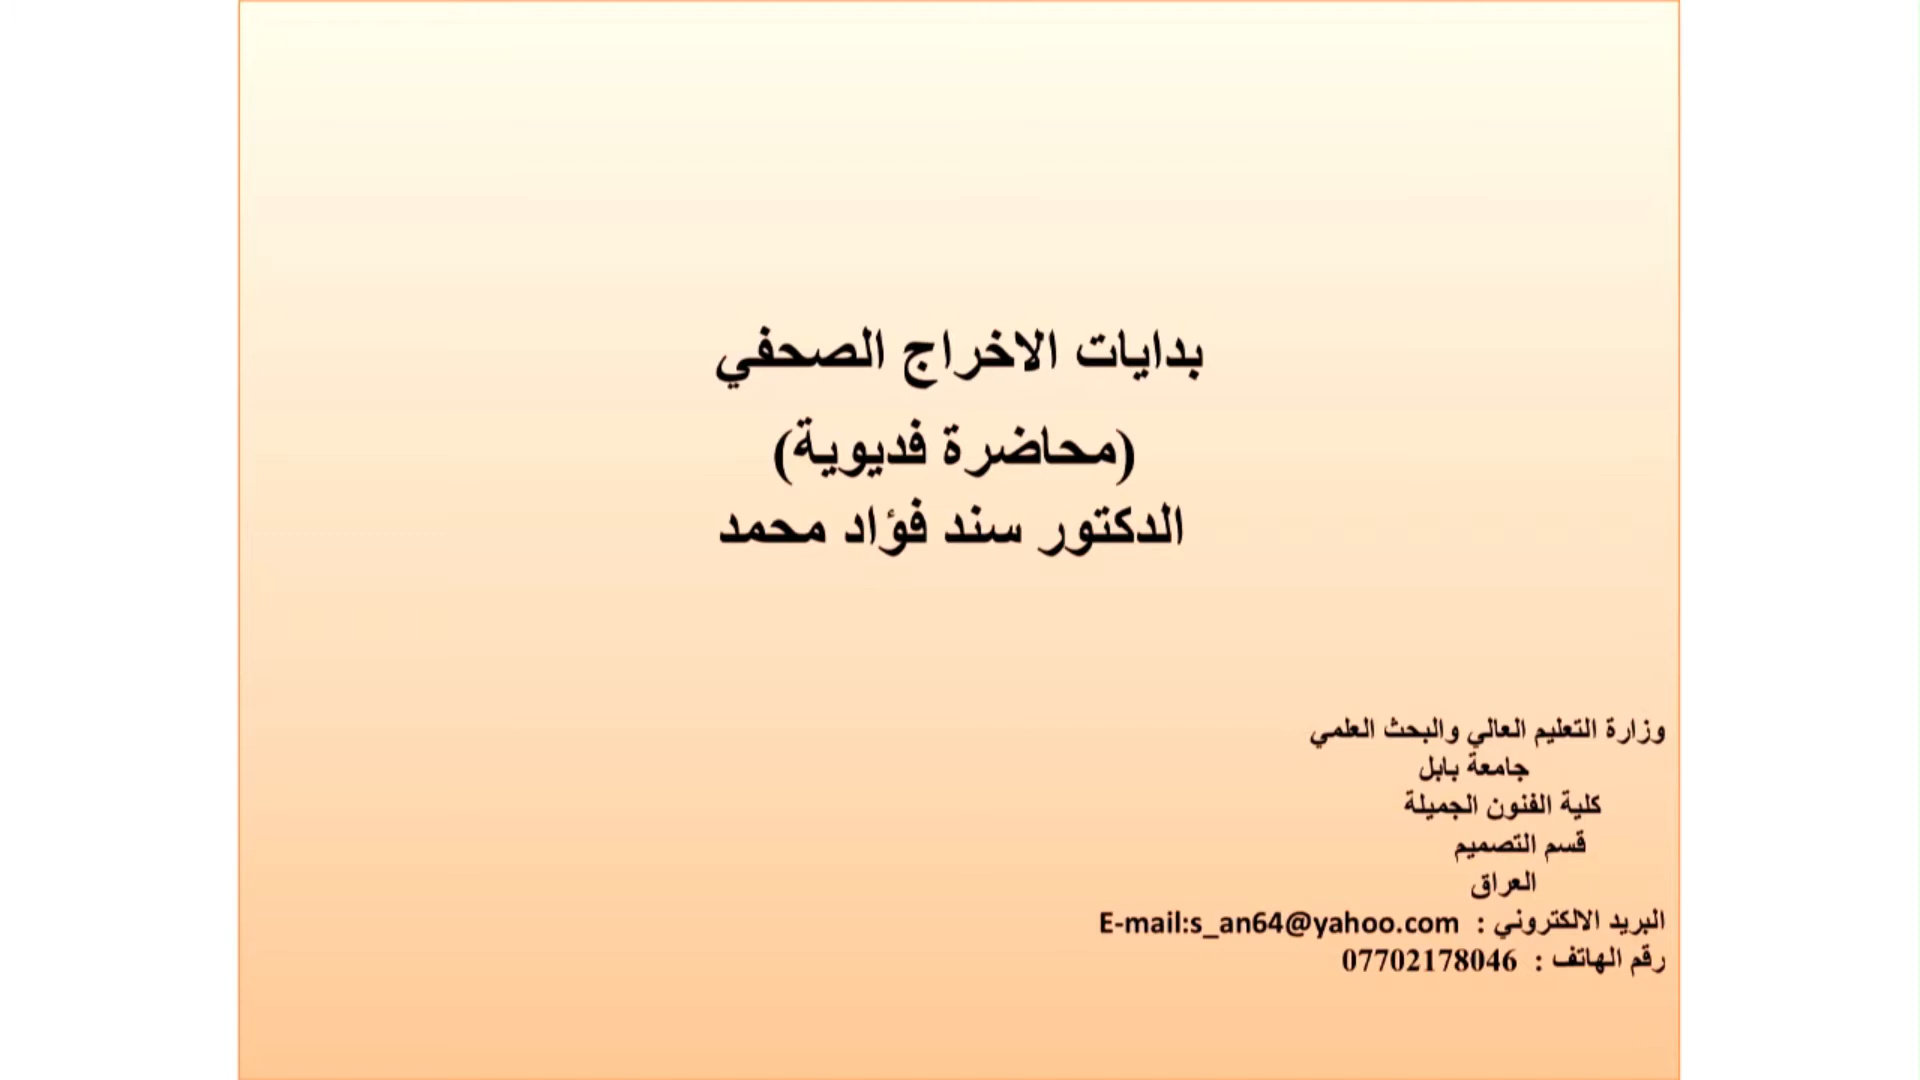 بدايات الاخراج الصحفي
(محاضرة فديوية)
الدكتور سند فؤاد محمد
وزارة التعليم العالي والبحث العلمي
جامعة بابل
كلية الفنون الجميلة
قسم التصميم
العراق
البريد الالكتروني : E-mail:s_an64@yahoo.com
رقم الهاتف : 07702178046